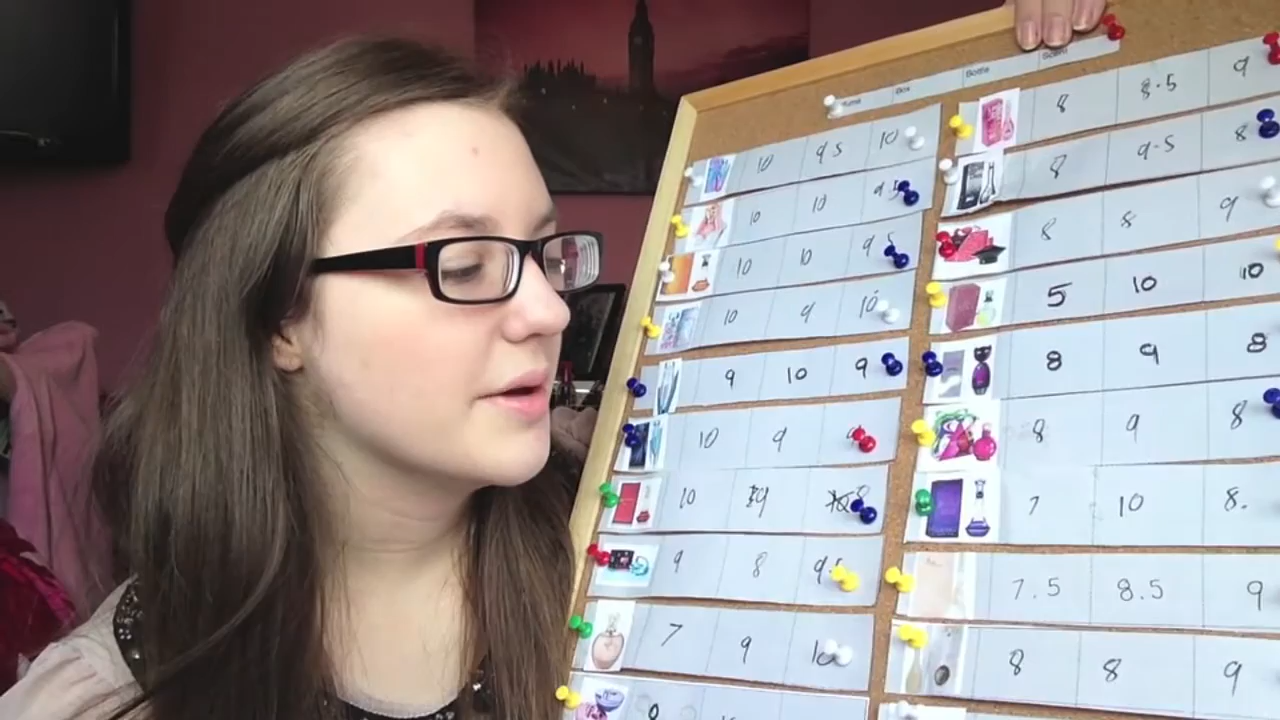 Box Bottle Scent
10 9.5 10
10 10
10 10 9.5
10 9 10
9 10 9
10 9
10 9 8
9 8 9.5
7 9 10
8 8.5 9
8 9.5 8
8 8 9
5 10 10
8 9 8
8 9 8
7 10 8.
7.5 8.5 9
8 8 9